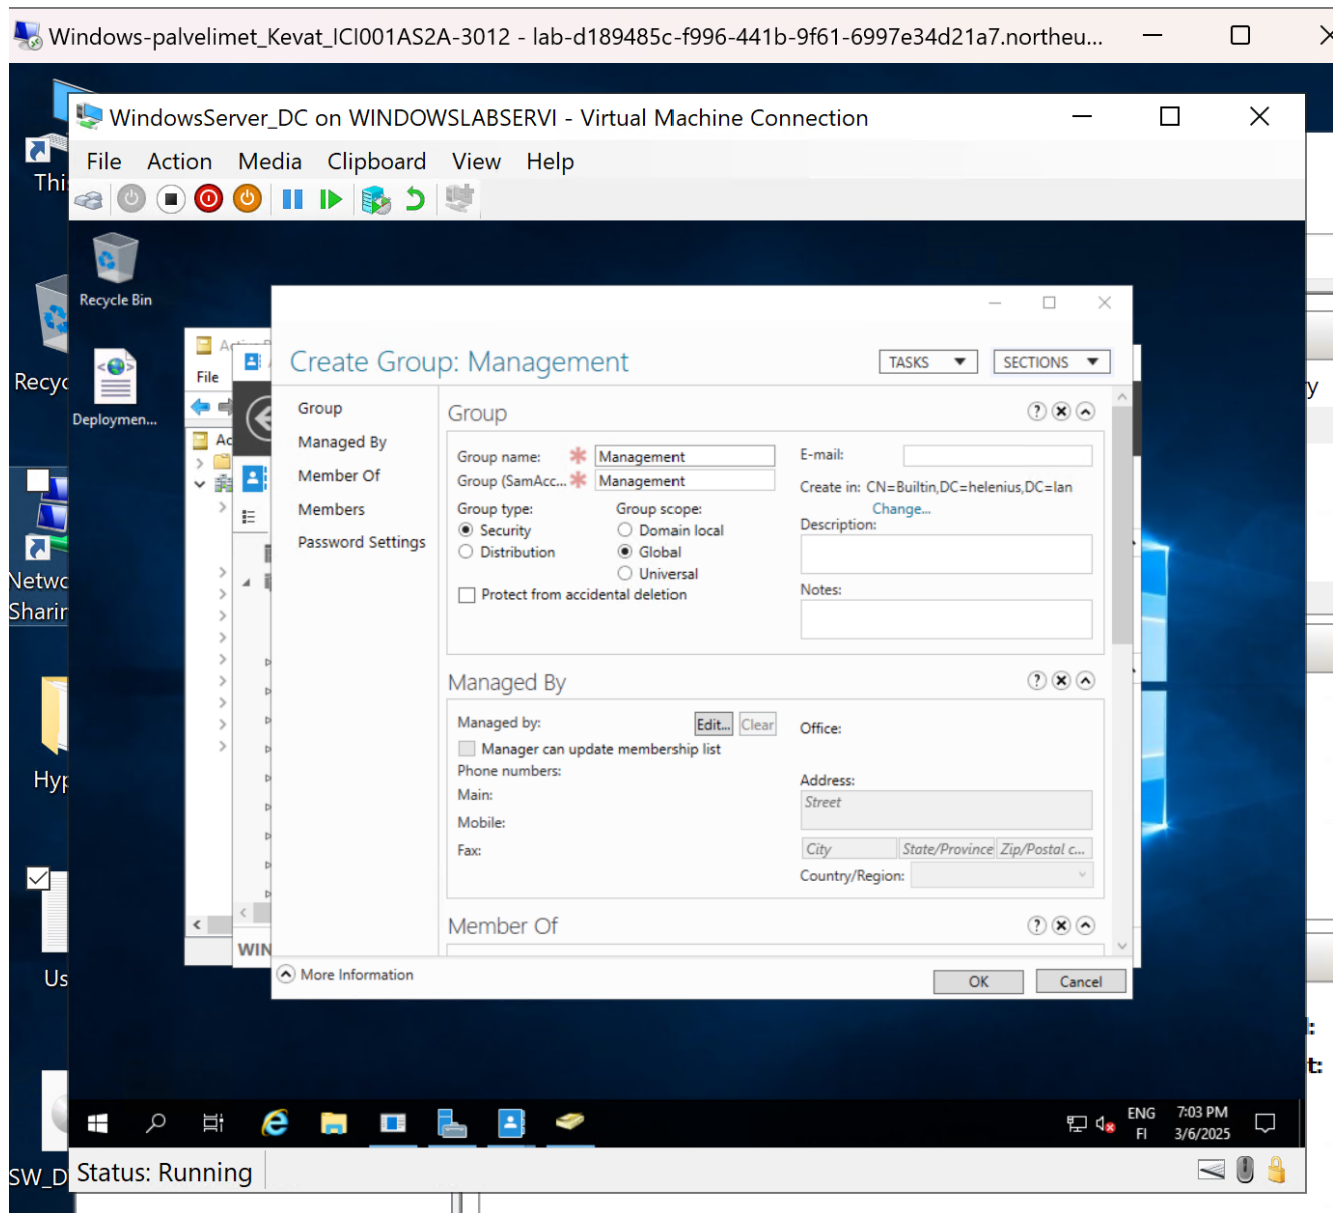 Windows-palvelimet_Kevat_ICI001AS2A-3012 - lab-d189485c-f996-441b-9f61-6997e34d21a7.northeu...
WindowsServer_DC on WINDOWSLABSERVI - Virtual Machine Connection
File Action Media Clipboard View Help
Recycle Bin
Deploymen...
File
Create Group: Management
TASKS
SECTIONS
Group
Managed By
Member Of
Members
Password Settings
Group
Group name: * Management
Group (SamAcc... * Management
Group type:
Security
Distribution
Group scope:
Domain local
Global
Universal
Protect from accidental deletion
E-mail:
Create in: CN=Builtin,DC=helenius,DC=lan
Change...
Description:
Notes:
Managed By
Managed by:
Edit...
Clear
Manager can update membership list
Phone numbers:
Main:
Mobile:
Fax:
Office:
Address:
Street
City
State/Province
Zip/Postal c...
Country/Region:
Member Of
More Information
OK
Cancel
WIN
ENG
FI
7:03 PM
3/6/2025
SW_D
Status: Running